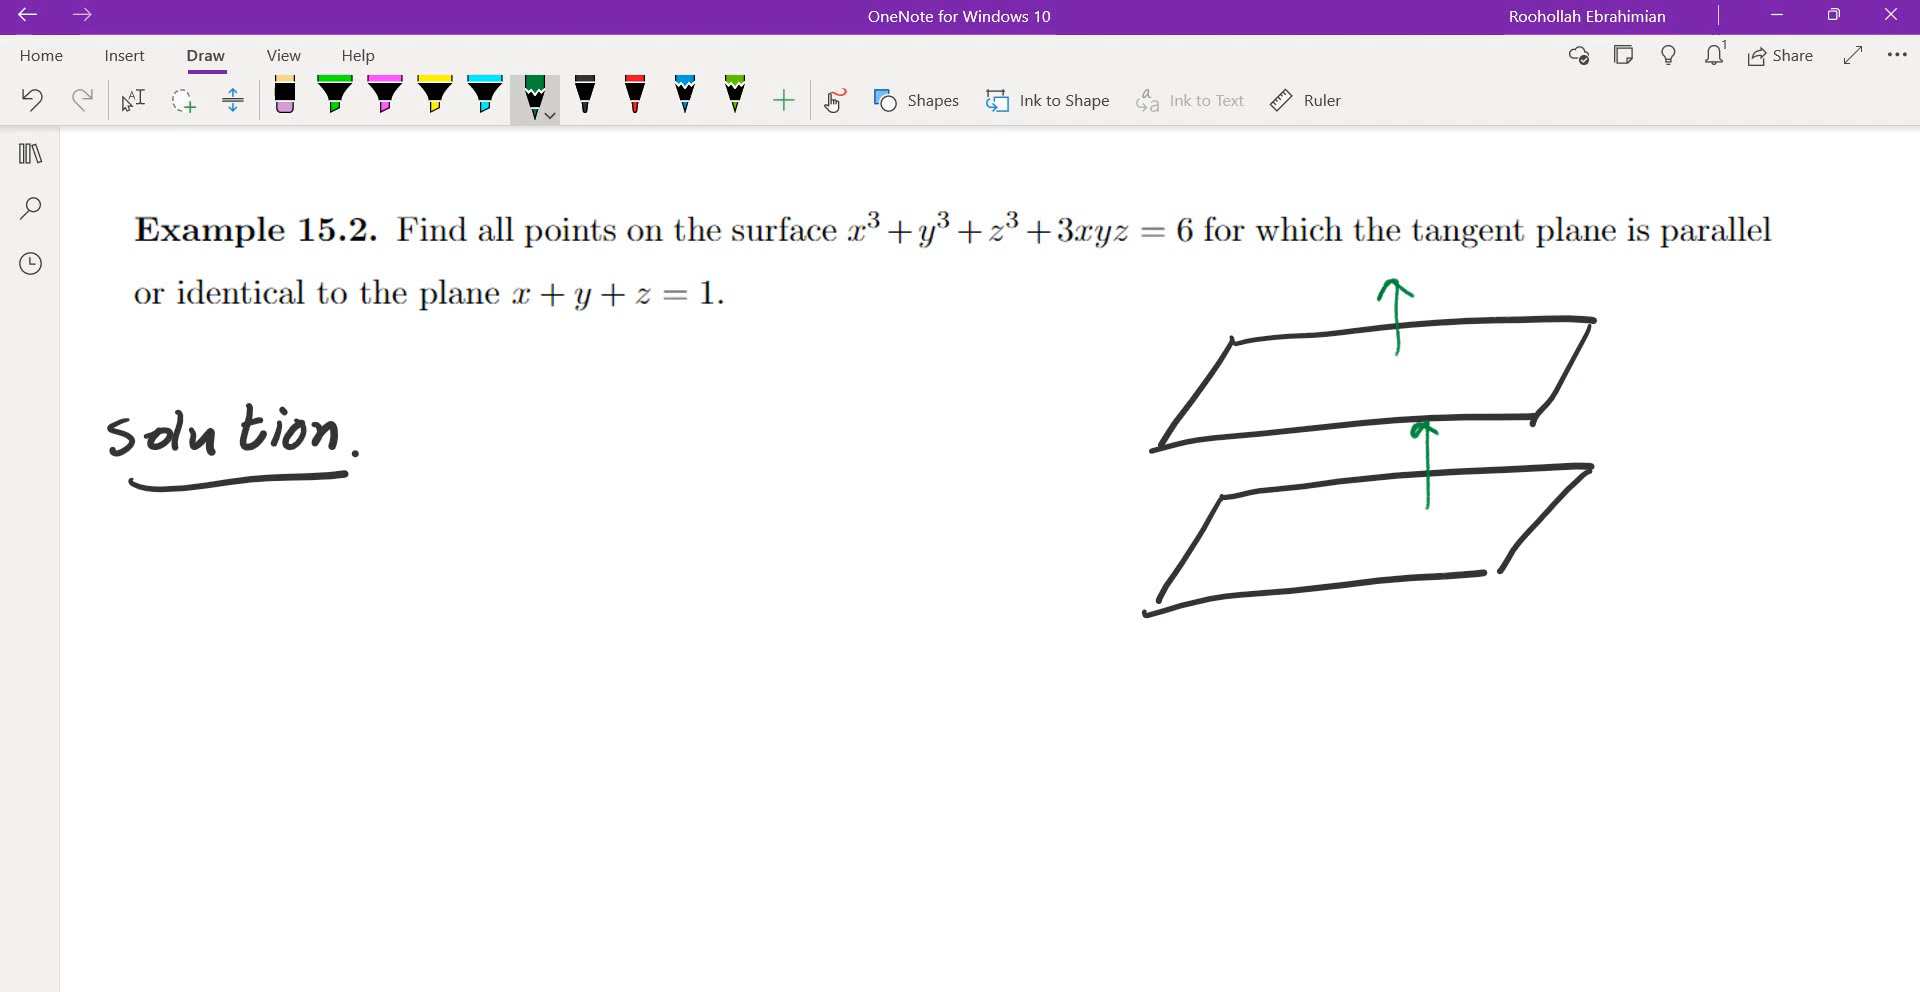 OneNote for Windows 10
Roohollah Ebrahimian
Home Insert Draw View Help
1
Share
Shapes Ink to Shape Ink to Text Ruler
Example 15.2. Find all points on the surface x³ + y³ + z³ + 3xyz = 6 for which the tangent plane is parallel
or identical to the plane x + y + z = 1.
Solution.